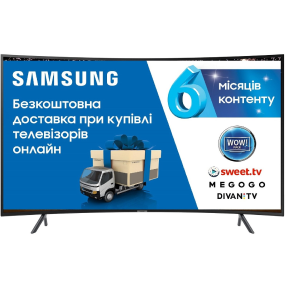 SAMSUNG
Безкоштовна
доставка при купівлі
телевізорів
онлайн
6
місяців
контенту
WOW!
sweet.tv
MEGOGO
DIVAN.TV